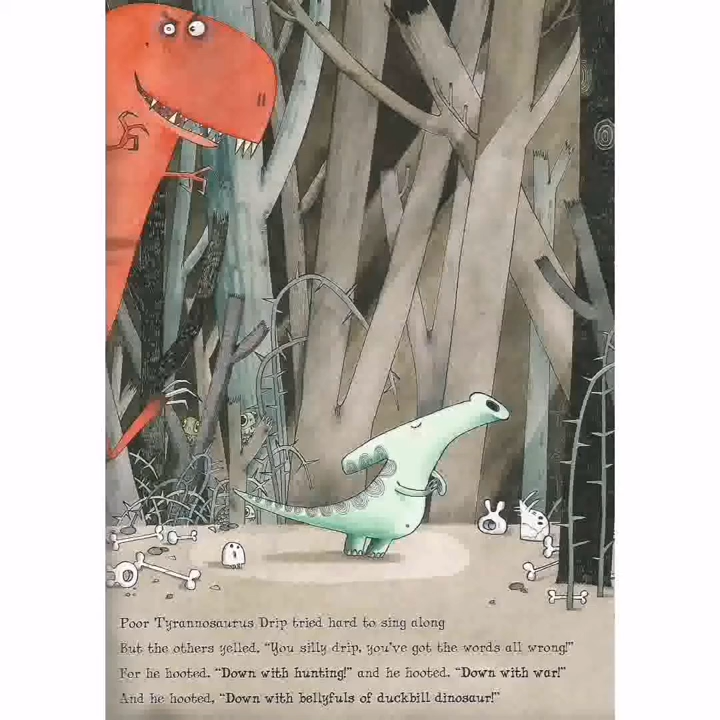 Poor Tyrannosaurus Drip tried hard to sing along
But the others yelled, "You silly drip, you've got the words all wrong!"
For he hooted, "Down with hunting!" and he hooted, "Down with war!"
And he hooted, "Down with bellyfuls of duckbill dinosaur!"